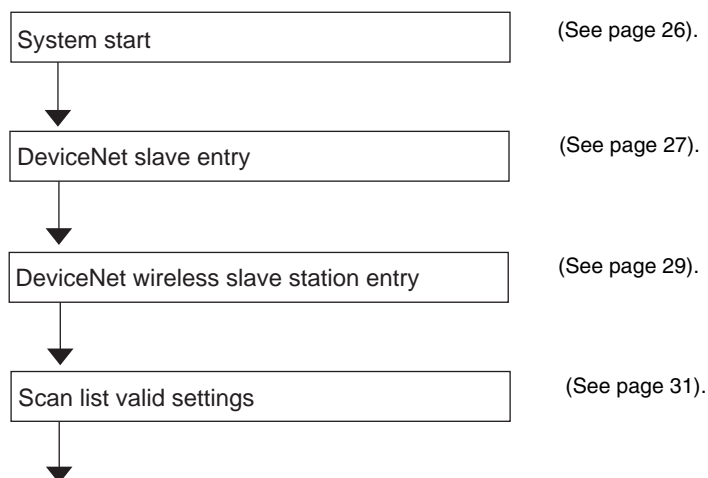 System start (See page 26).
DeviceNet slave entry (See page 27).
DeviceNet wireless slave station entry (See page 29).
Scan list valid settings (See page 31).